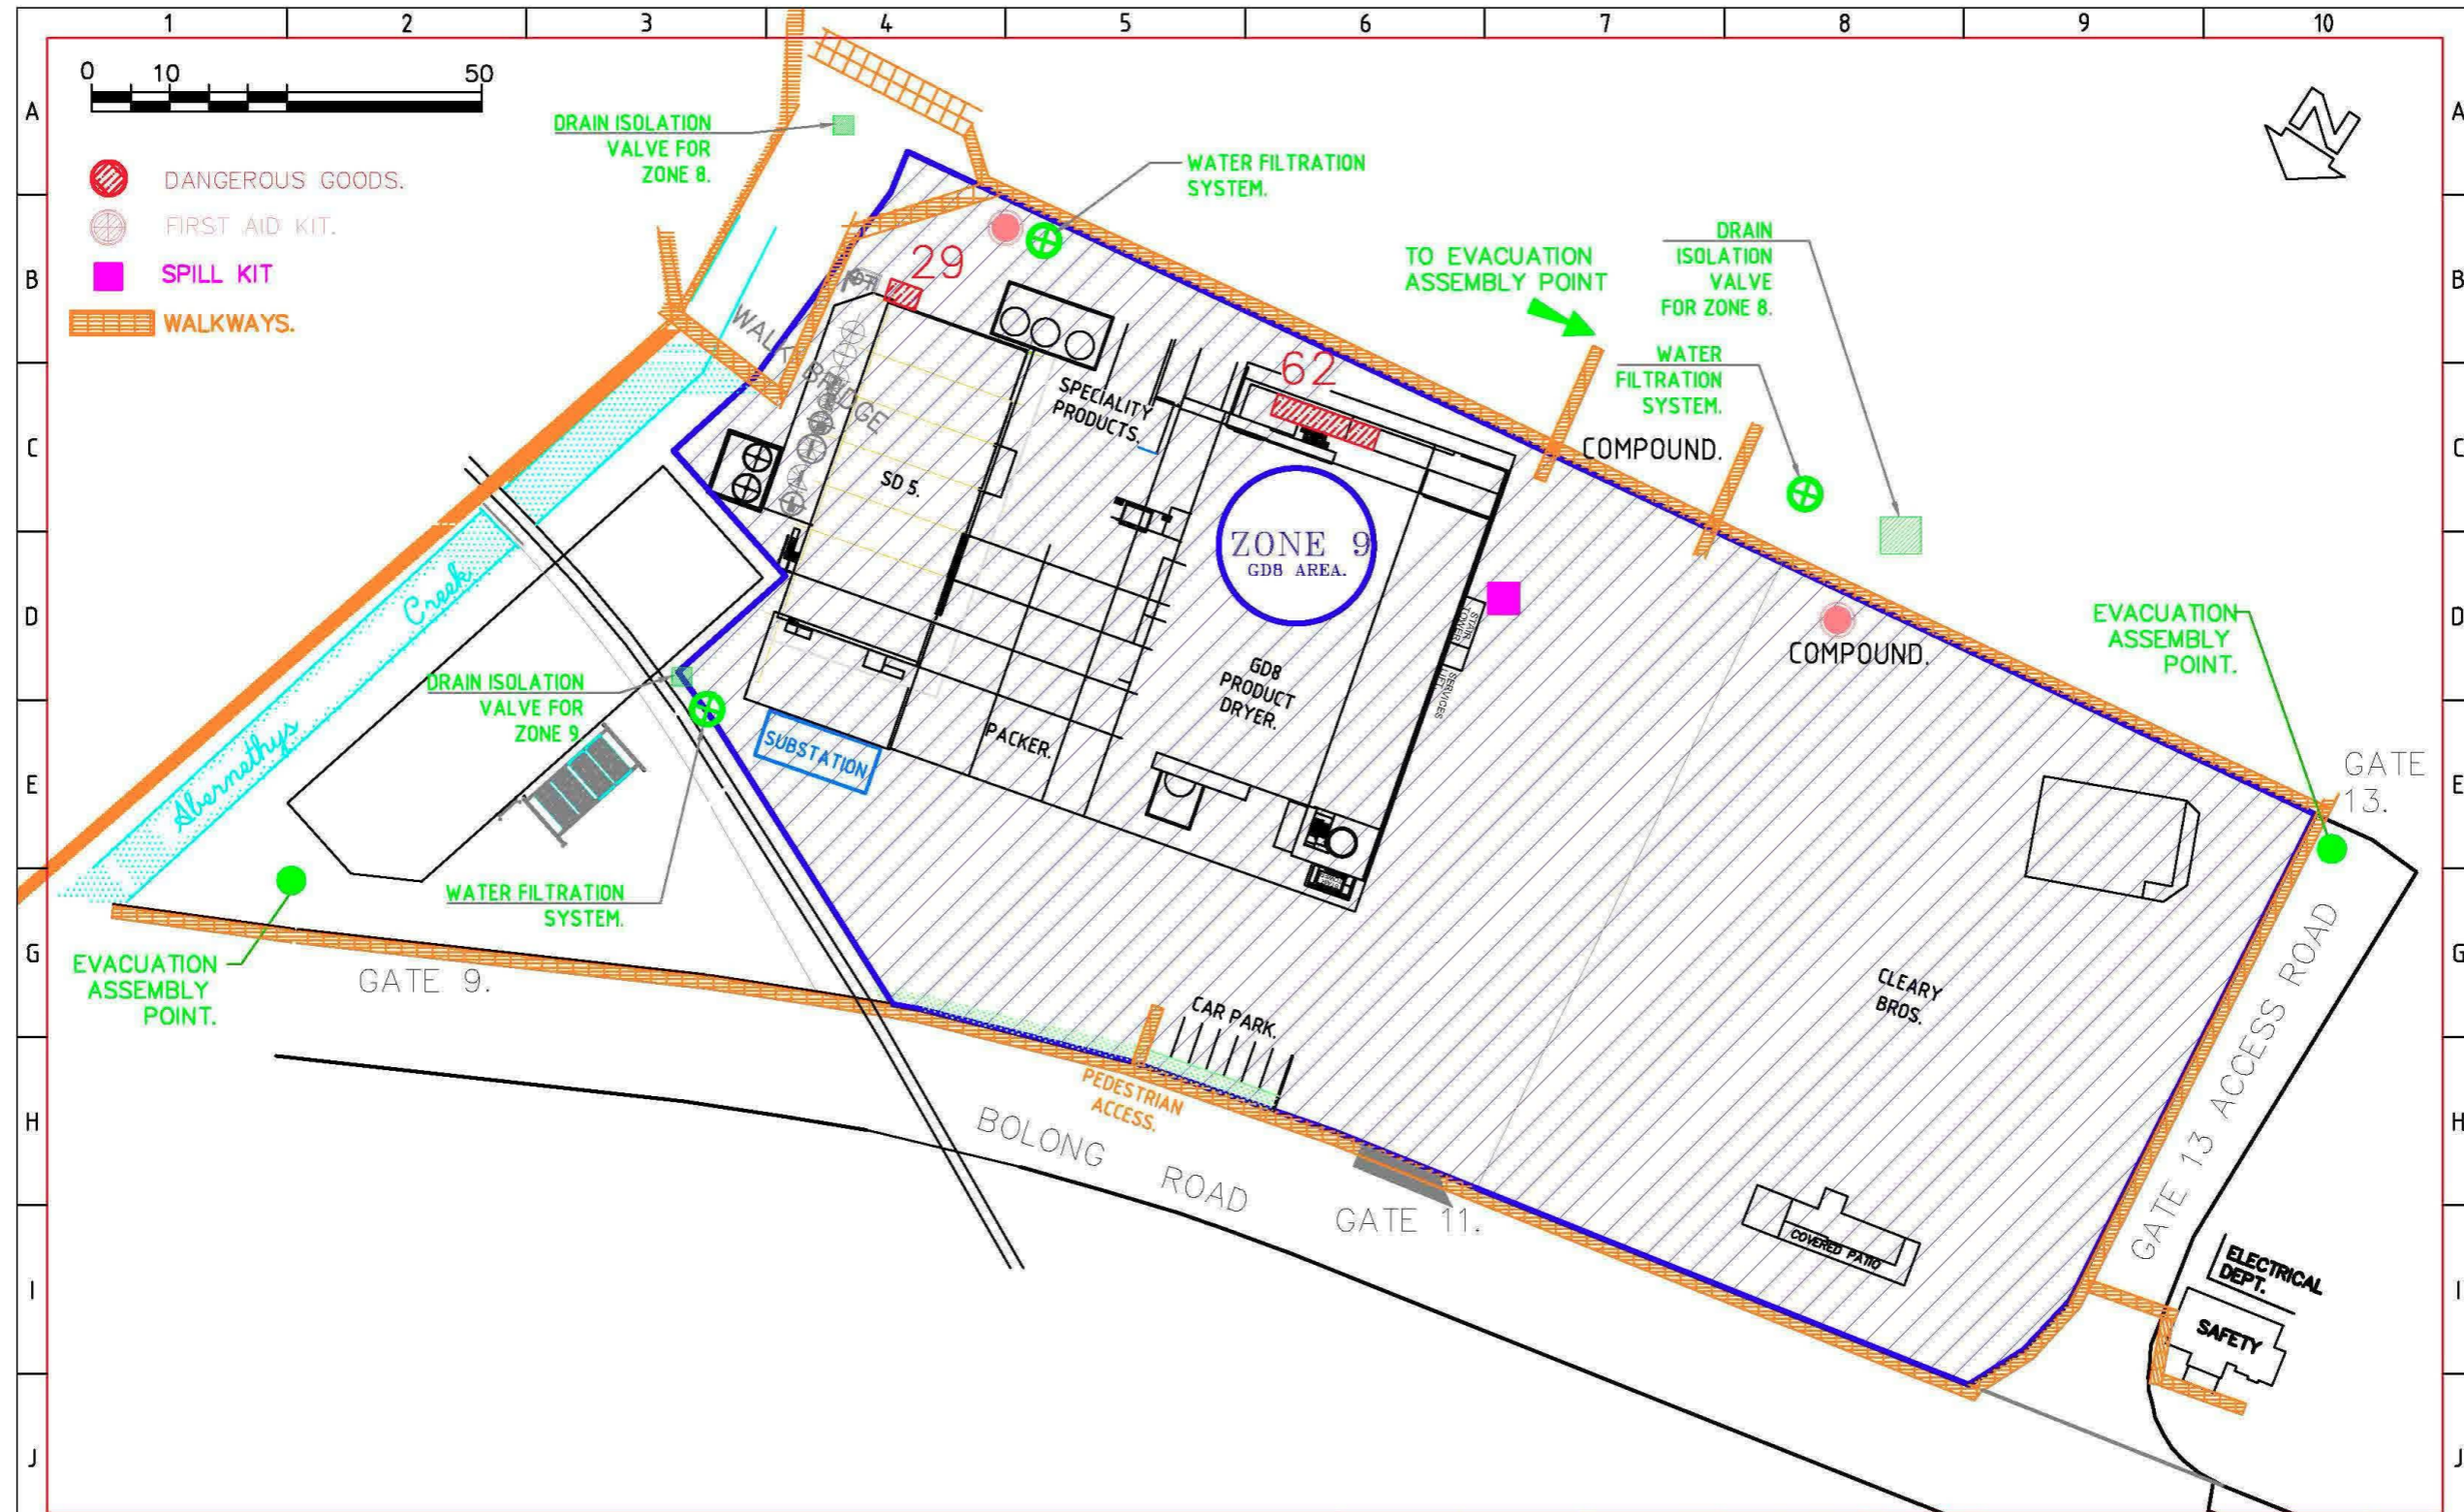 1 2 3 4 5 6 7 8 9 10
0 10 50
A A
DANGEROUS GOODS.
FIRST AID KIT.
SPILL KIT
WALKWAYS.
DRAIN ISOLATION
VALVE FOR
ZONE 8.
WATER FILTRATION
SYSTEM.
N
B B
29
TO EVACUATION
ASSEMBLY POINT
DRAIN
ISOLATION
VALVE
FOR ZONE 8.
WATER
FILTRATION
SYSTEM.
WALK
BRIDGE
62
SPECIALITY
PRODUCTS.
C C
COMPOUND.
SD 5.
ZONE 9
GD8 AREA.
D D
Abernethys Creek
STAIR
TOWER
SERVICES
LIFT
COMPOUND.
EVACUATION
ASSEMBLY
POINT.
DRAIN ISOLATION
VALVE FOR
ZONE 9.
GD8
PRODUCT
DRYER.
SUBSTATION
PACKER.
E E
GATE
13.
WATER FILTRATION
SYSTEM.
G G
EVACUATION
ASSEMBLY
POINT.
GATE 9.
CAR PARK.
CLEARY
BROS.
GATE 13 ACCESS ROAD
PEDESTRIAN
ACCESS.
H H
BOLONG ROAD
GATE 11.
COVERED PATIO
ELECTRICAL
DEPT.
I I
SAFETY
J J